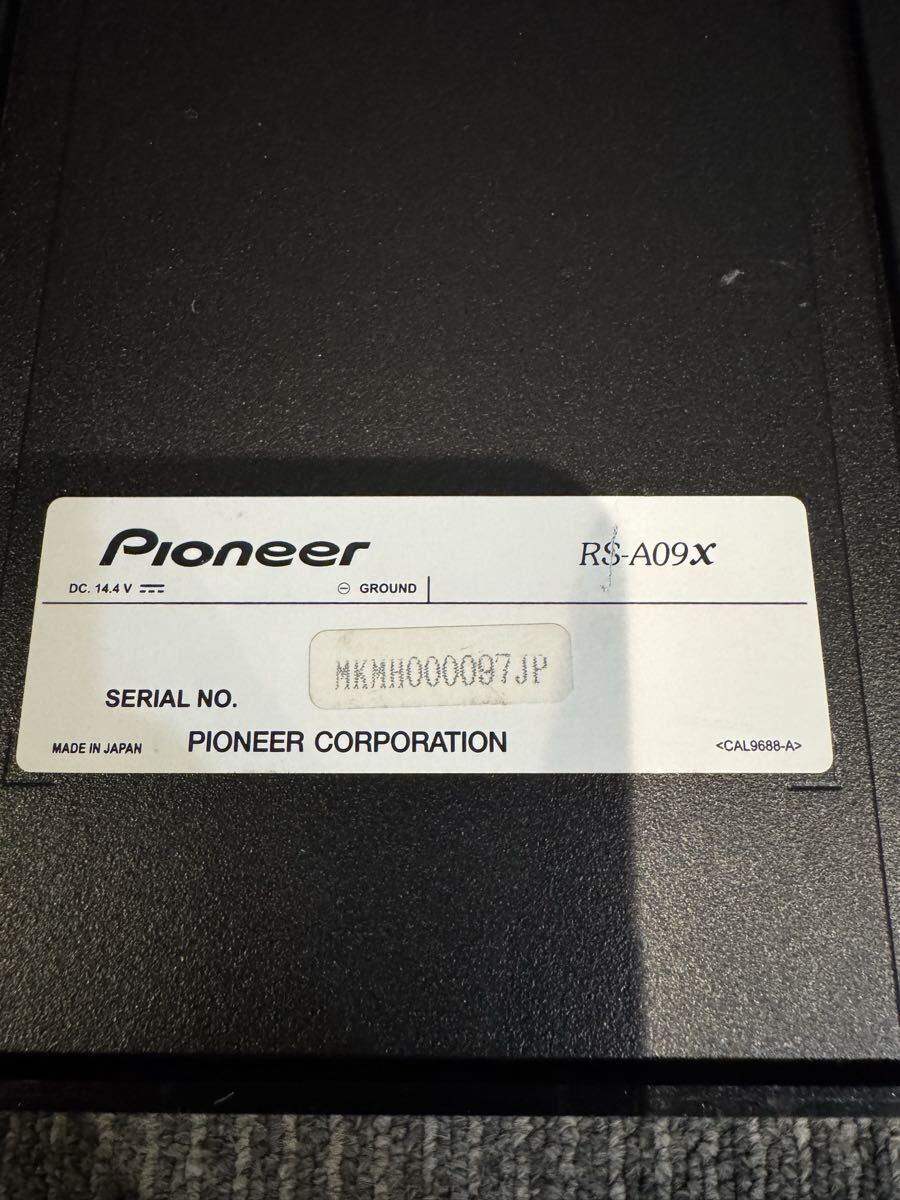 Pioneer
RS-A09X
DC. 14.4 V ⎓
⊖ GROUND
SERIAL NO.
MKMH000097JP
MADE IN JAPAN
PIONEER CORPORATION
<CAL9688-A>